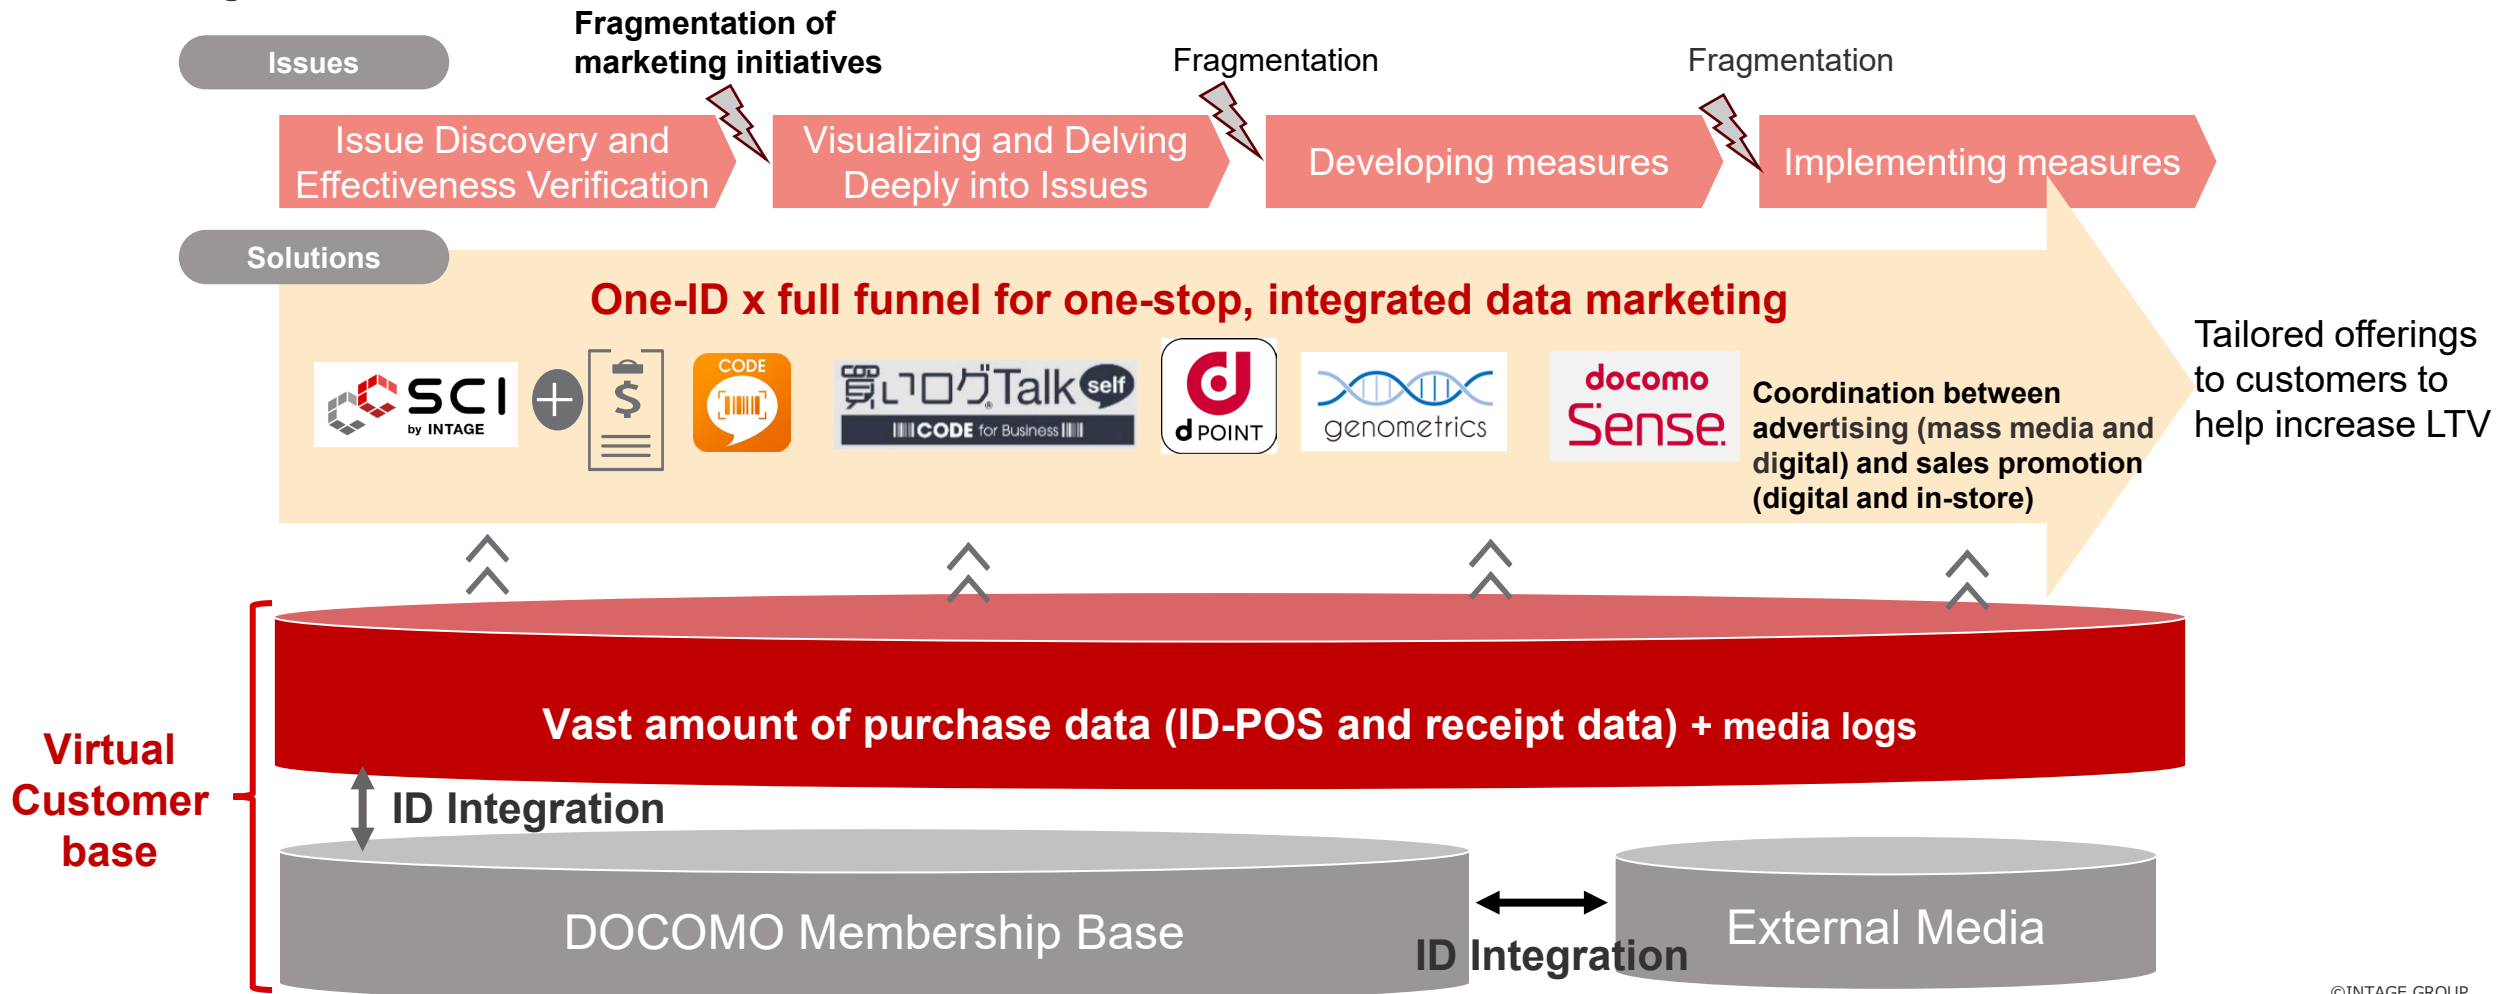 Fragmentation of
marketing initiatives
Issues
Fragmentation
Fragmentation
Issue Discovery and
Effectiveness Verification
Visualizing and Delving
Deeply into Issues
Developing measures
Implementing measures
Solutions
One-ID x full funnel for one-stop, integrated data marketing
SCI
by INTAGE
$
CODE
買いログ®Talk self
CODE for Business
d POINT
genometrics
docomo
Sense.
Coordination between
advertising (mass media and
digital) and sales promotion
(digital and in-store)
Tailored offerings
to customers to
help increase LTV
Vast amount of purchase data (ID-POS and receipt data) + media logs
Virtual
Customer
base
ID Integration
DOCOMO Membership Base
ID Integration
External Media
©INTAGE GROUP